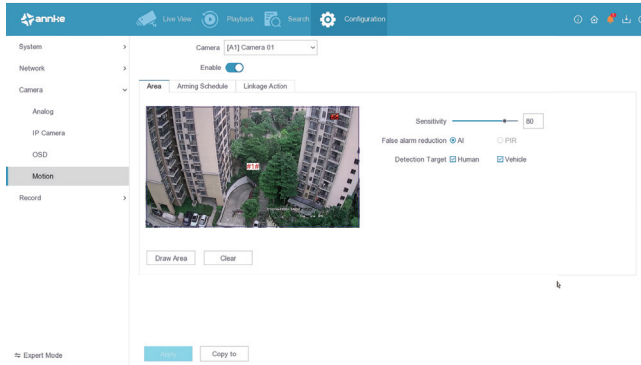 annke
Live View
Playback
Search
Configuration
System
Network
Camera
Analog
IP Camera
OSD
Motion
Record
Expert Mode
Camera [A1] Camera 01
Enable
Area Arming Schedule Linkage Action
#1#
Sensitivity 80
False alarm reduction AI PIR
Detection Target Human Vehicle
Draw Area Clear
Apply Copy to